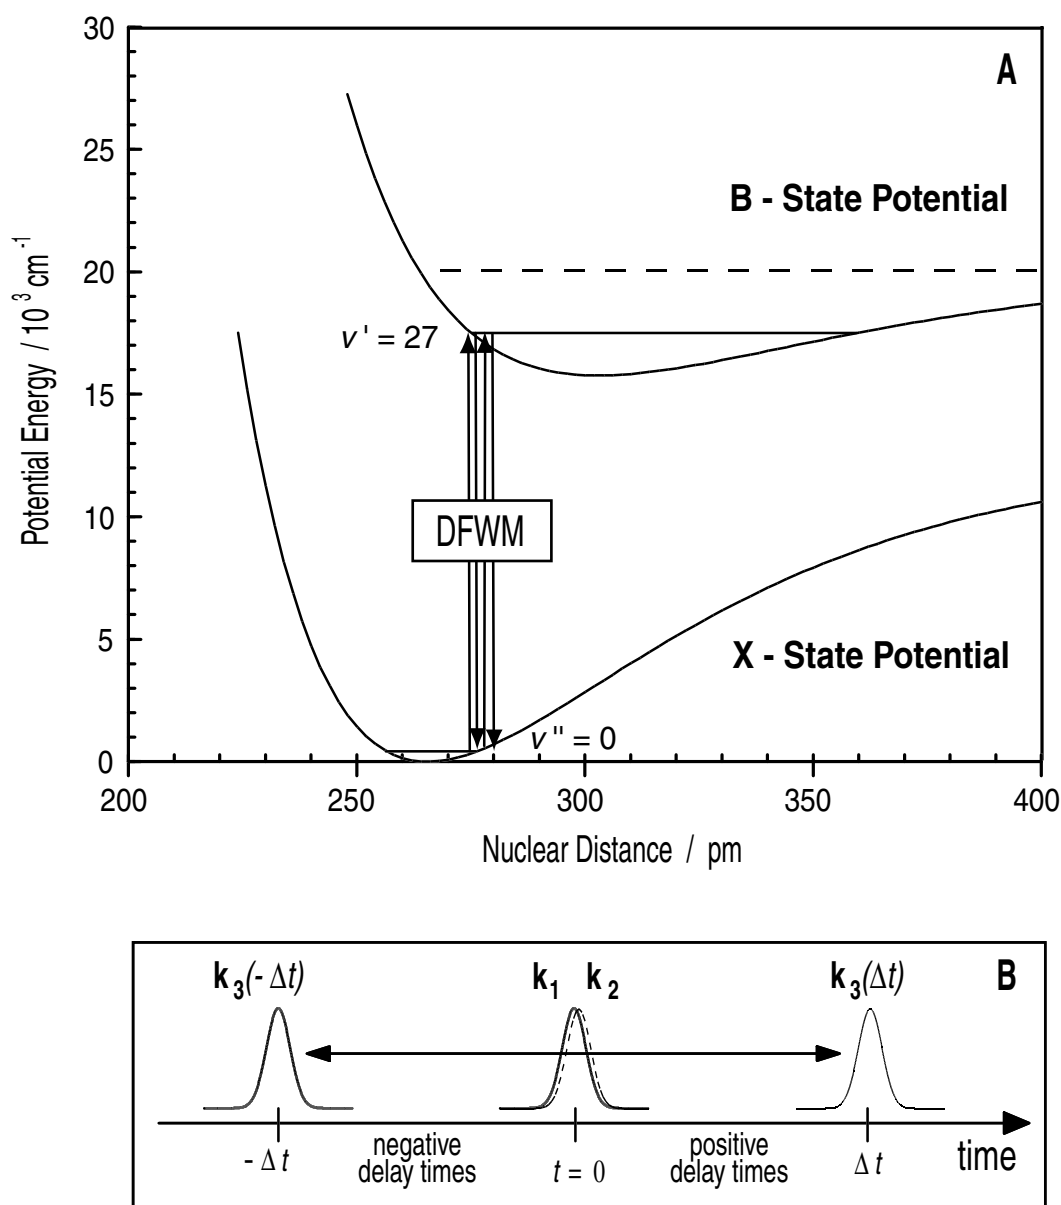 A
30
25
20
15
10
5
0
Potential Energy / 10³ cm⁻¹
B - State Potential
v' = 27
DFWM
X - State Potential
v" = 0
200 250 300 350 400
Nuclear Distance / pm
B
k₃(- Δt) k₁ k₂ k₃(Δt)
- Δt negative delay times t = 0 positive delay times Δt time